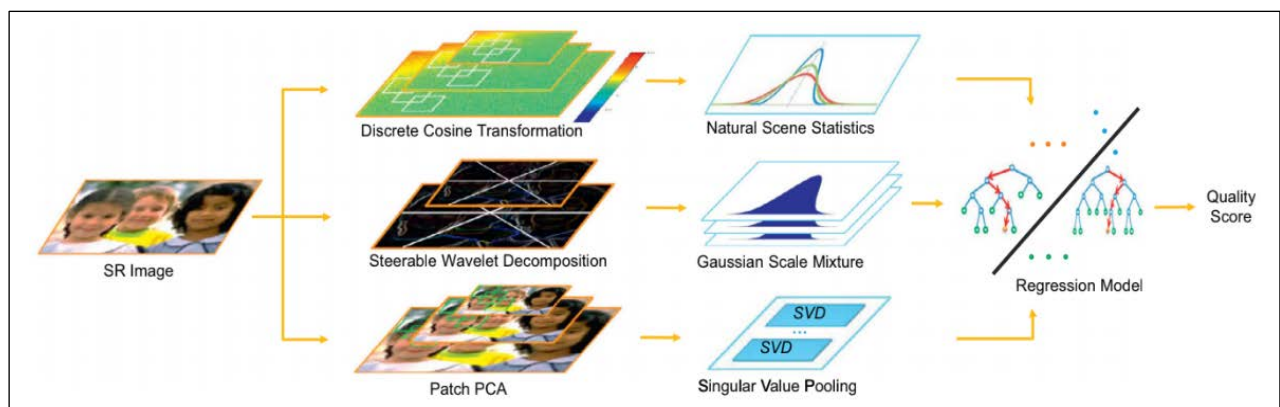 Discrete Cosine Transformation
Natural Scene Statistics
SR Image
Steerable Wavelet Decomposition
Gaussian Scale Mixture
Regression Model
Quality
Score
Patch PCA
SVD
...
SVD
Singular Value Pooling